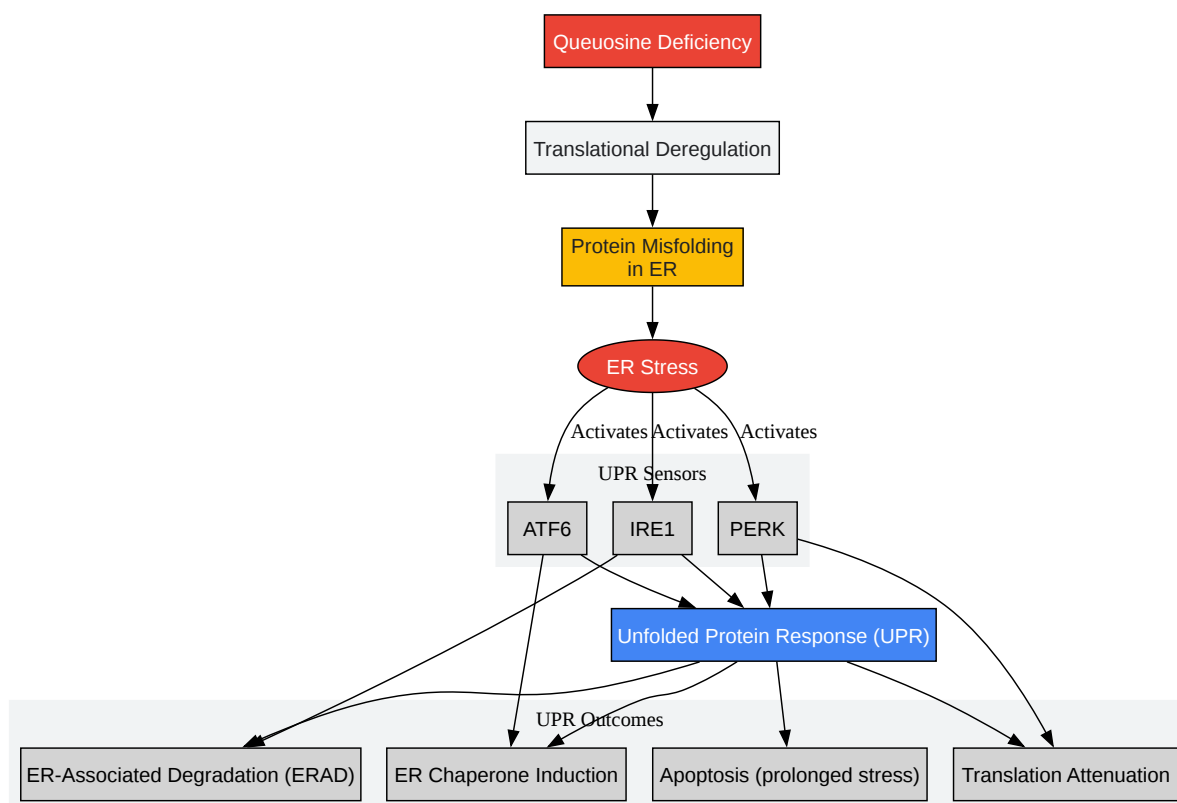 Queuosine Deficiency
Translational Deregulation
Protein Misfolding
in ER
ER Stress
Activates
Activates
Activates
UPR Sensors
ATF6
IRE1
PERK
Unfolded Protein Response (UPR)
UPR Outcomes
ER-Associated Degradation (ERAD)
ER Chaperone Induction
Apoptosis (prolonged stress)
Translation Attenuation